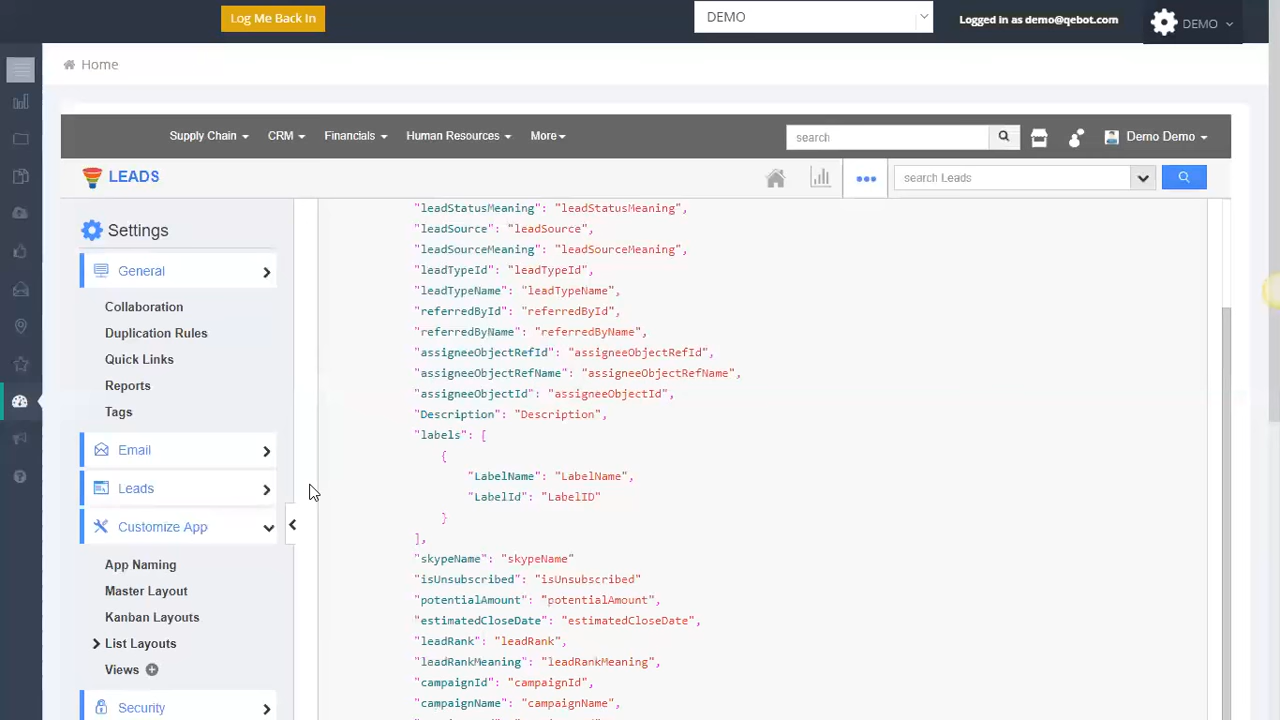 Log Me Back In
DEMO
Logged in as demo@qebot.com
DEMO
Home
Supply Chain CRM Financials Human Resources More
search
Demo Demo
LEADS
search Leads
Settings
General
Collaboration
Duplication Rules
Quick Links
Reports
Tags
Email
Leads
Customize App
App Naming
Master Layout
Kanban Layouts
List Layouts
Views
Security
"leadStatusMeaning": "leadStatusMeaning",
"leadSource": "leadSource",
"leadSourceMeaning": "leadSourceMeaning",
"leadTypeId": "leadTypeId",
"leadTypeName": "leadTypeName",
"referredById": "referredById",
"referredByName": "referredByName",
"assigneeObjectRefId": "assigneeObjectRefId",
"assigneeObjectRefName": "assigneeObjectRefName",
"assigneeObjectId": "assigneeObjectId",
"Description": "Description",
"labels": [
{
"LabelName": "LabelName",
"LabelId": "LabelID"
}
],
"skypeName": "skypeName"
"isUnsubscribed": "isUnsubscribed"
"potentialAmount": "potentialAmount",
"estimatedCloseDate": "estimatedCloseDate",
"leadRank": "leadRank",
"leadRankMeaning": "leadRankMeaning",
"campaignId": "campaignId",
"campaignName": "campaignName",